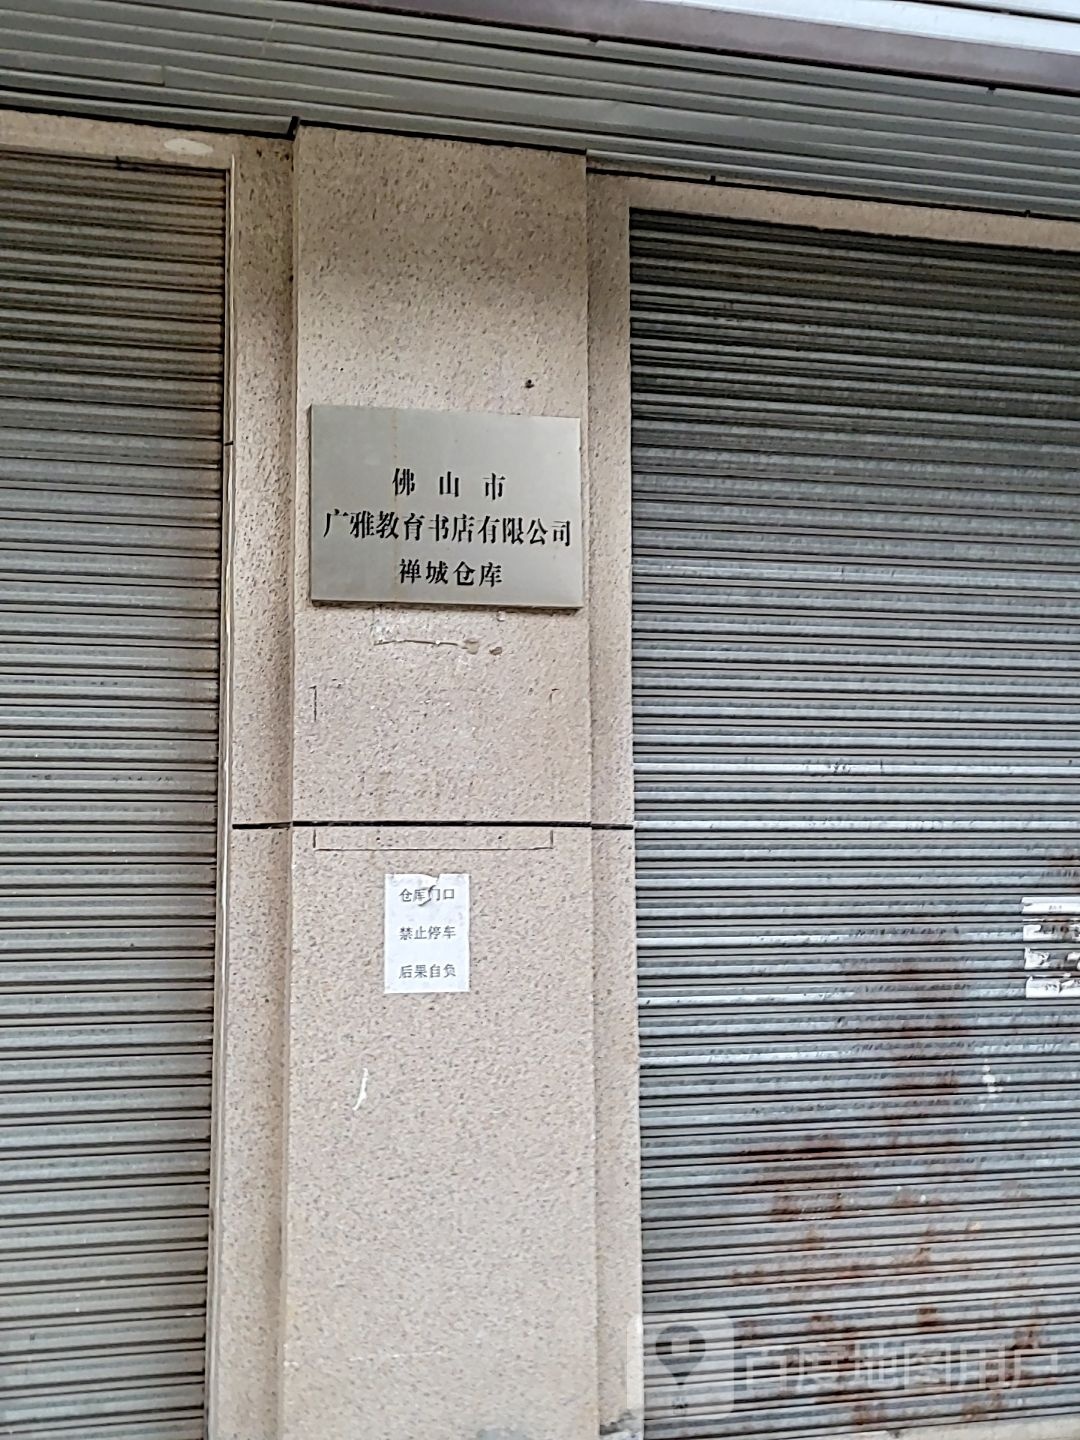 佛山市
广雅教育书店有限公司
禅城仓库
仓库门口
禁止停车
后果自负
百度地图用户